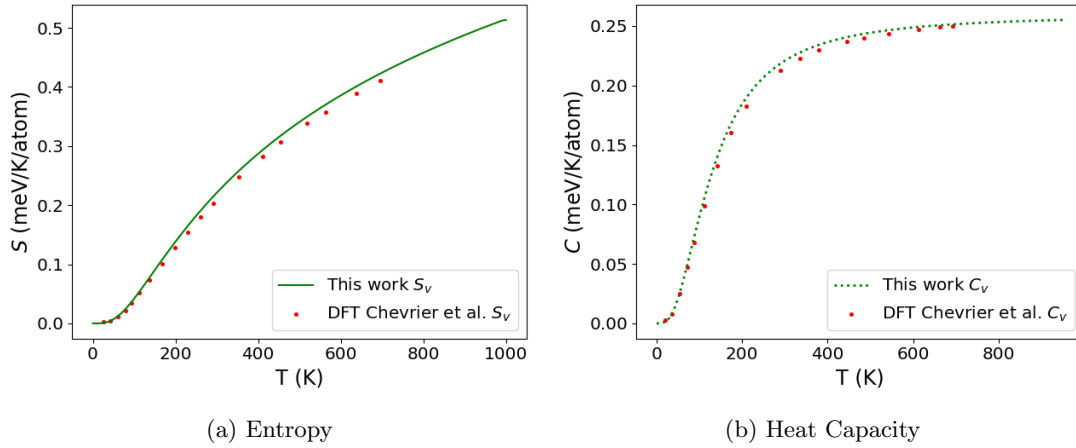 0.5
0.4
0.3
0.2
0.1
0.0
S (meV/K/atom)
0 200 400 600 800 1000
T (K)
This work S_v
DFT Chevrier et al. S_v
(a) Entropy
0.25
0.20
0.15
0.10
0.05
0.00
C (meV/K/atom)
0 200 400 600 800
T (K)
This work C_v
DFT Chevrier et al. C_v
(b) Heat Capacity